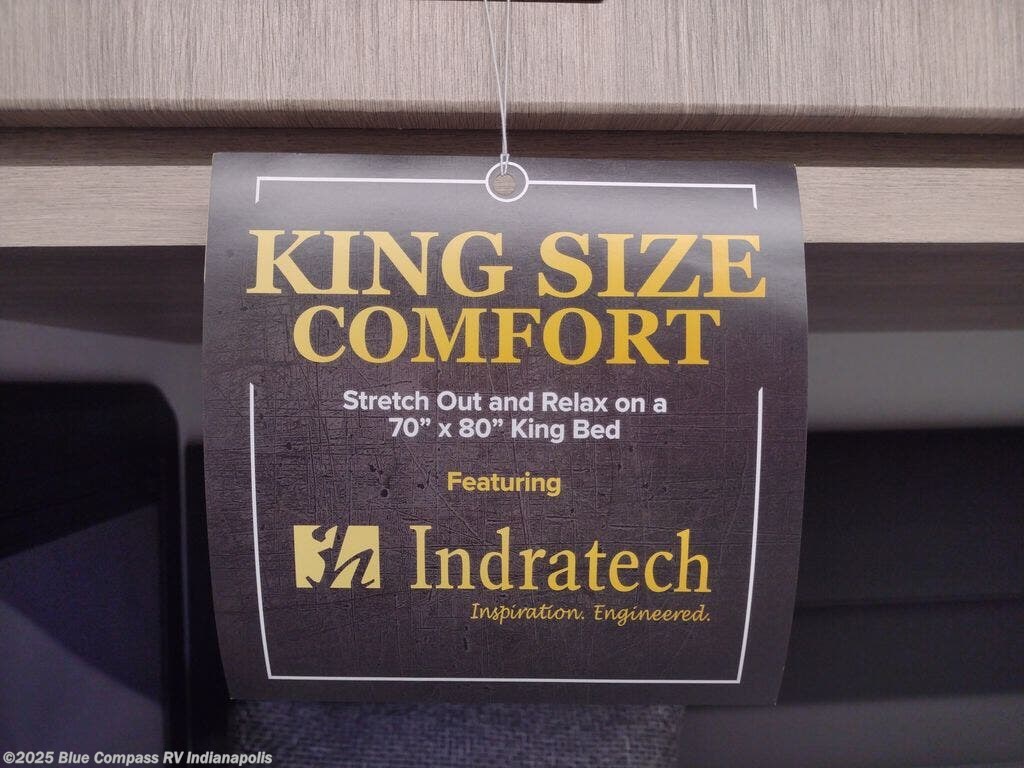 KING SIZE
COMFORT
Stretch Out and Relax on a
70” x 80” King Bed
Featuring
Indratech
Inspiration. Engineered.
©2025 Blue Compass RV Indianapolis